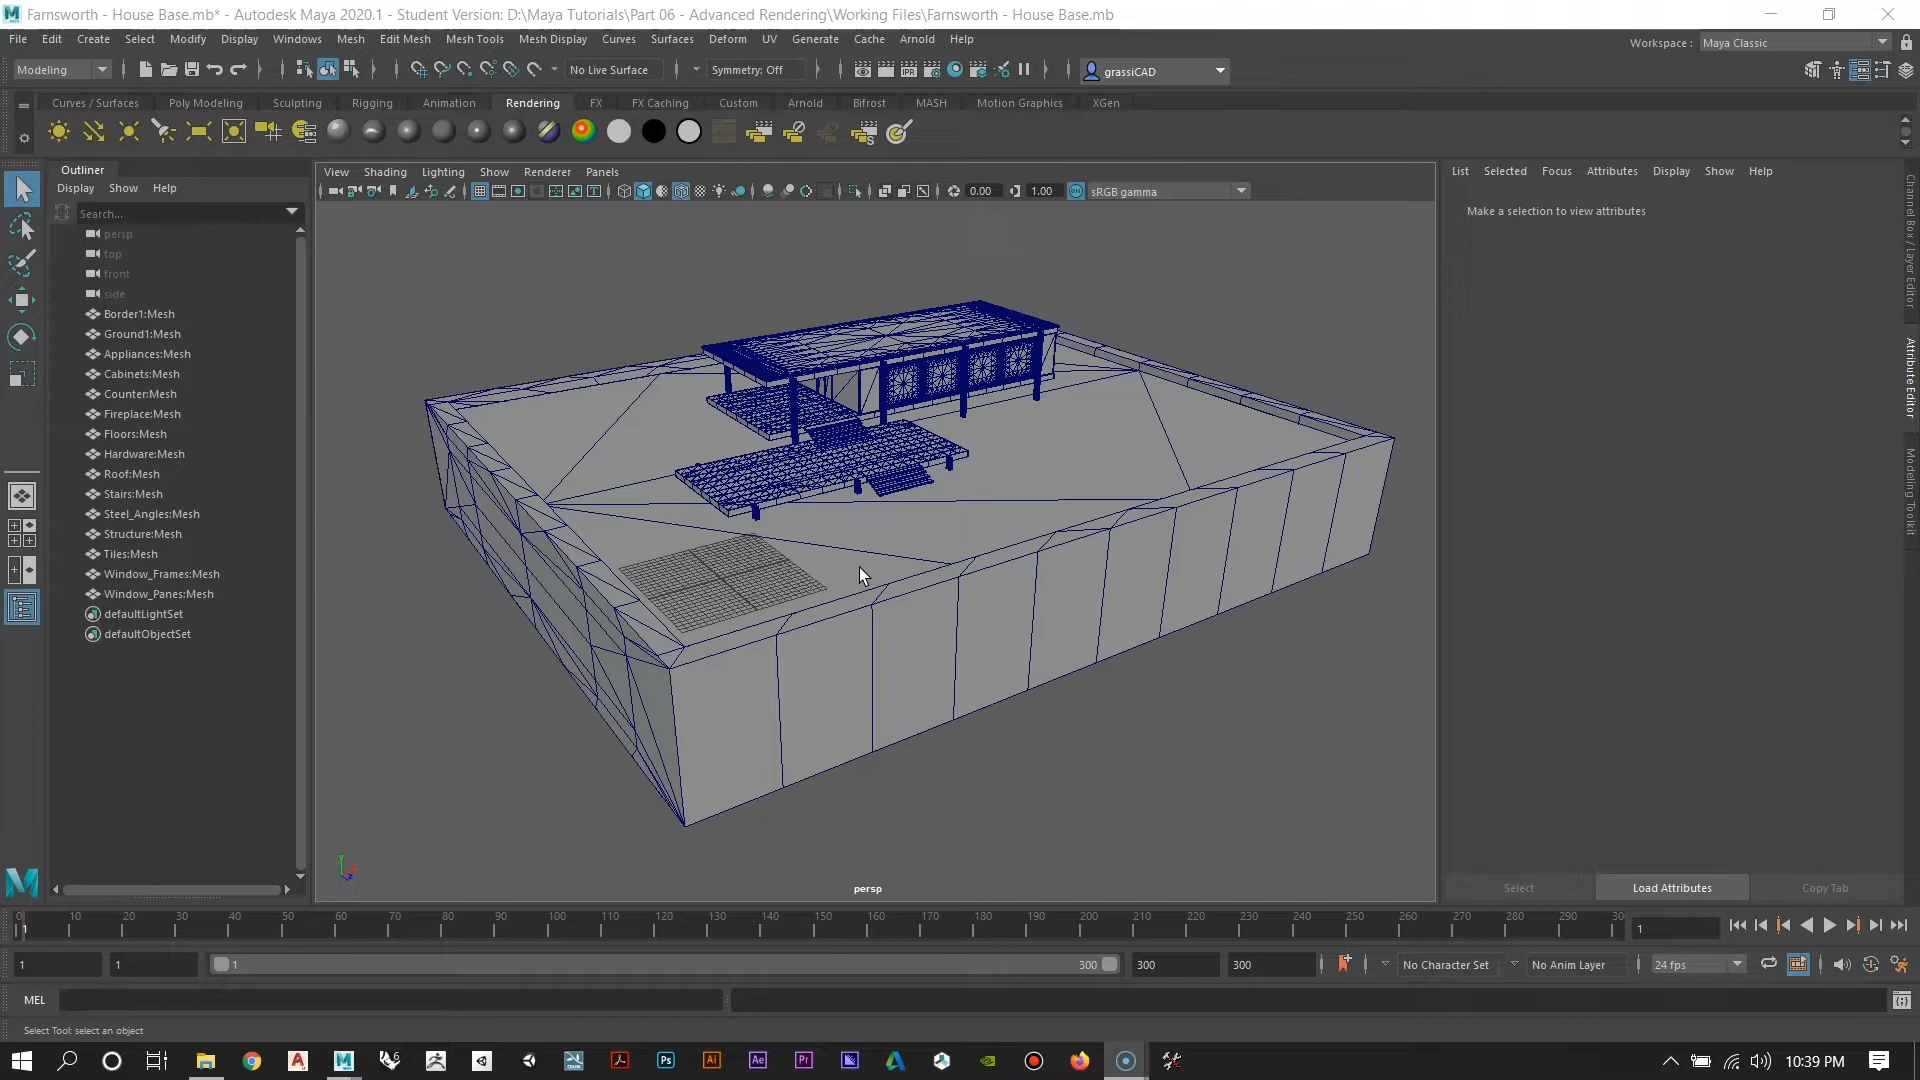 Farnsworth - House Base.mb* - Autodesk Maya 2020.1 - Student Version: D:\Maya Tutorials\Part 06 - Advanced Rendering\Working Files\Farnsworth - House Base.mb
File Edit Create Select Modify Display Windows Mesh Edit Mesh Mesh Tools Mesh Display Curves Surfaces Deform UV Generate Cache Arnold Help
Workspace : Maya Classic
Modeling No Live Surface Symmetry: Off IPR grassiCAD
Curves / Surfaces Poly Modeling Sculpting Rigging Animation Rendering FX FX Caching Custom Arnold Bifrost MASH Motion Graphics XGen
Outliner
Display Show Help
Search...
persp
top
front
side
Border1:Mesh
Ground1:Mesh
Appliances:Mesh
Cabinets:Mesh
Counter:Mesh
Fireplace:Mesh
Floors:Mesh
Hardware:Mesh
Roof:Mesh
Stairs:Mesh
Steel_Angles:Mesh
Structure:Mesh
Tiles:Mesh
Window_Frames:Mesh
Window_Panes:Mesh
defaultLightSet
defaultObjectSet
View Shading Lighting Show Renderer Panels
0.00 1.00 ON sRGB gamma
persp
List Selected Focus Attributes Display Show Help
Make a selection to view attributes
Select Load Attributes Copy Tab
Channel Box / Layer Editor
Attribute Editor
Modeling Toolkit
0 10 20 30 40 50 60 70 80 90 100 110 120 130 140 150 160 170 180 190 200 210 220 230 240 250 260 270 280 290 30
1 1
1 1 1 300 300 300 No Character Set No Anim Layer 24 fps
MEL
Select Tool: select an object
Ps Ai Ae Pr 10:39 PM